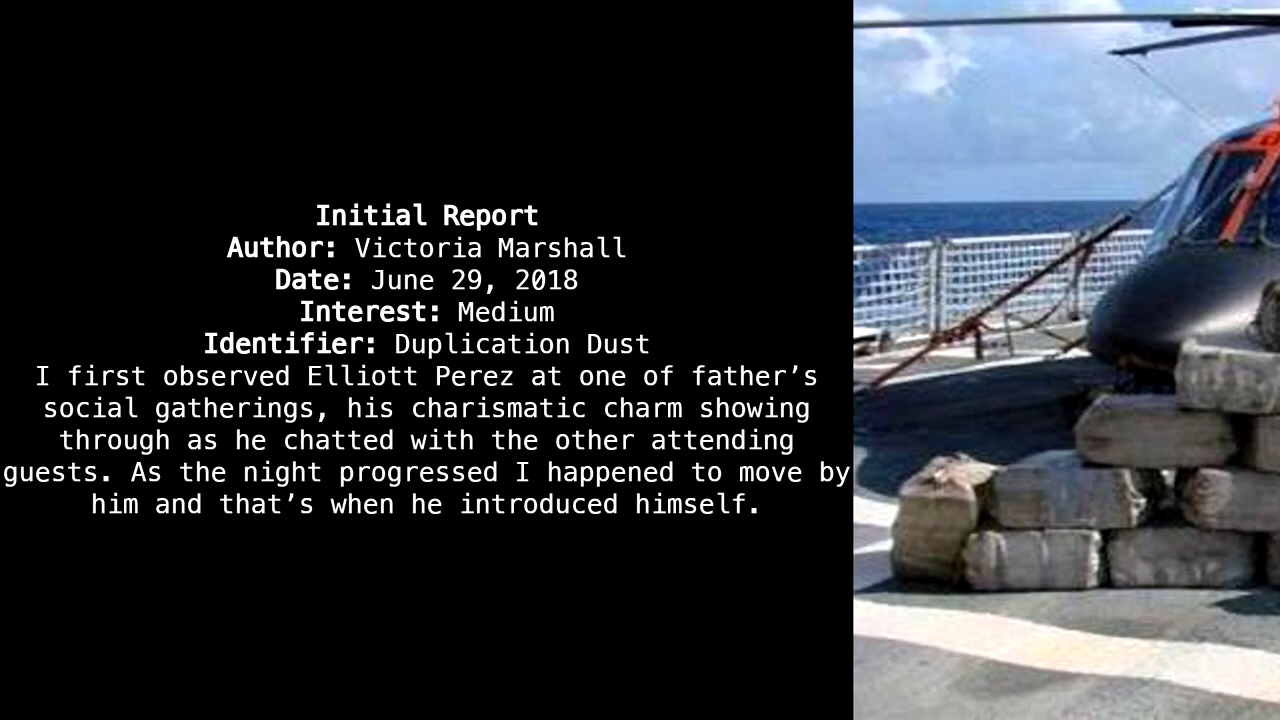 Initial Report
Author: Victoria Marshall
Date: June 29, 2018
Interest: Medium
Identifier: Duplication Dust
I first observed Elliott Perez at one of father’s
social gatherings, his charismatic charm showing
through as he chatted with the other attending
guests. As the night progressed I happened to move by
him and that’s when he introduced himself.